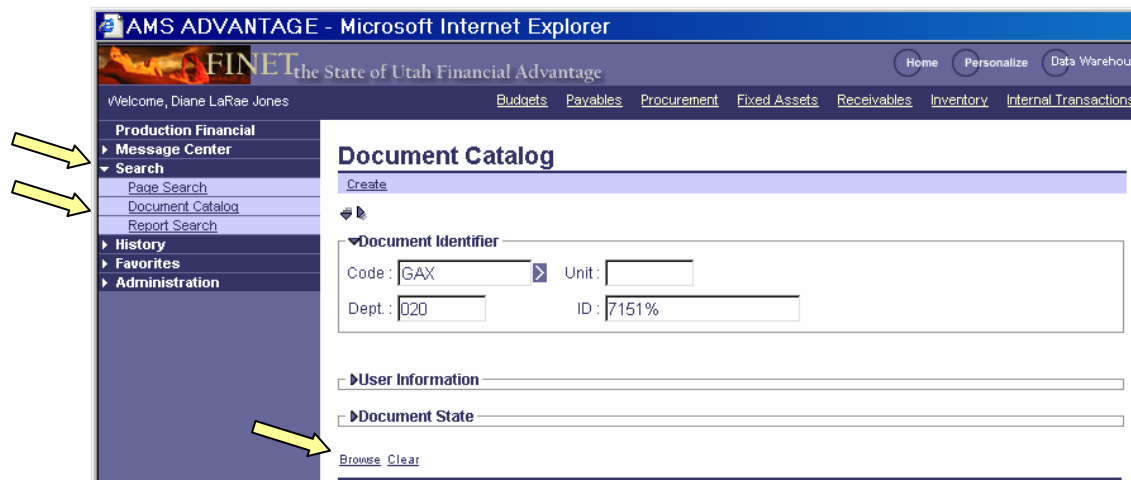 AMS ADVANTAGE - Microsoft Internet Explorer
FINET the State of Utah Financial Advantage
Home Personalize Data Warehou
Welcome, Diane LaRae Jones
Budgets Payables Procurement Fixed Assets Receivables Inventory Internal Transactions
Production Financial
Message Center
Search
Page Search
Document Catalog
Report Search
History
Favorites
Administration
Document Catalog
Create
Document Identifier
Code : GAX Unit :
Dept. : 020 ID : 7151%
User Information
Document State
Browse Clear